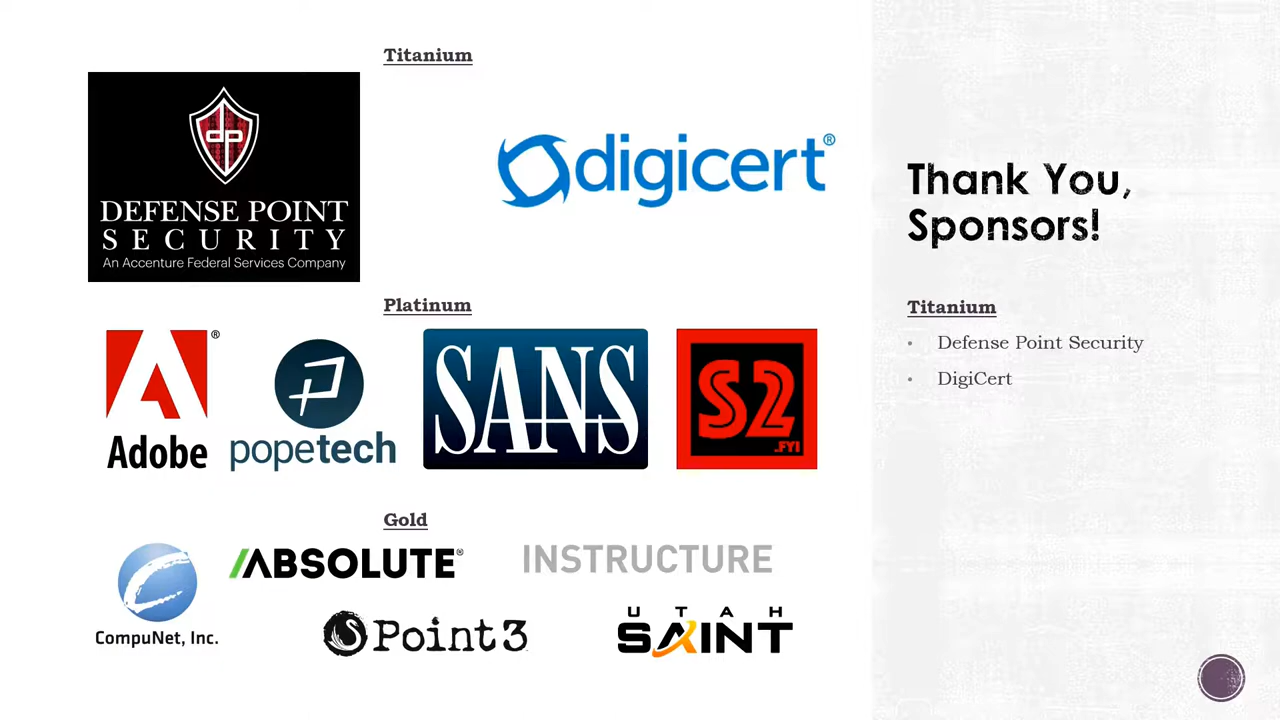 Titanium
dp
DEFENSE POINT
SECURITY
An Accenture Federal Services Company
digicert®
Platinum
®
Adobe
popetech
SANS
S2
.FYI
Gold
CompuNet, Inc.
ABSOLUTE®
INSTRUCTURE
Point3
UTAH
SAINT
Thank You,
Sponsors!
Titanium
• Defense Point Security
• DigiCert